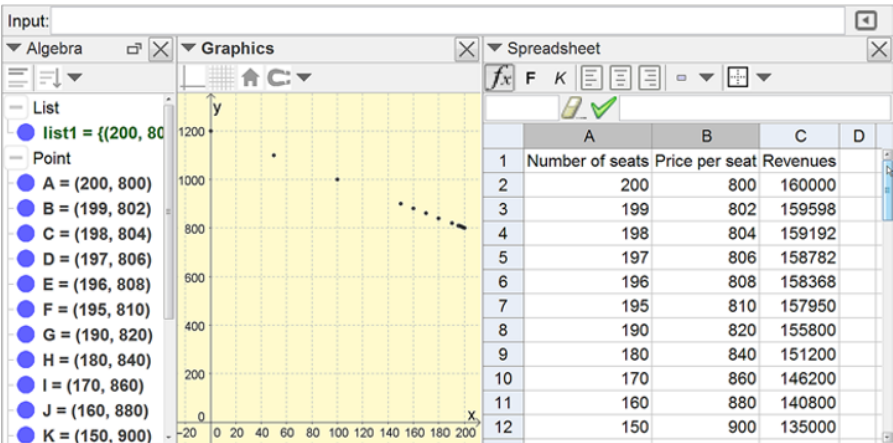 Input:
Algebra
Graphics
Spreadsheet
fx F K
List
list1 = {(200, 80
Point
A = (200, 800)
B = (199, 802)
C = (198, 804)
D = (197, 806)
E = (196, 808)
F = (195, 810)
G = (190, 820)
H = (180, 840)
I = (170, 860)
J = (160, 880)
K = (150, 900)
y
1200
1000
800
600
400
200
0
x
-20 0 20 40 60 80 100 120 140 160 180 200
A B C D
1 Number of seats Price per seat Revenues
2 200 800 160000
3 199 802 159598
4 198 804 159192
5 197 806 158782
6 196 808 158368
7 195 810 157950
8 190 820 155800
9 180 840 151200
10 170 860 146200
11 160 880 140800
12 150 900 135000